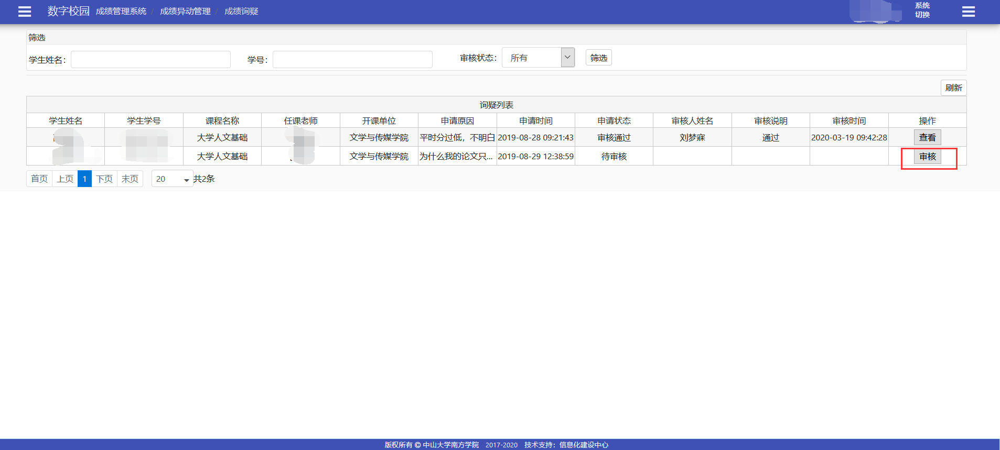 数字校园 成绩管理系统 / 成绩异动管理 / 成绩询疑 系统切换
筛选
学生姓名： 学号： 审核状态： 所有 筛选
刷新
询疑列表
学生姓名 学生学号 课程名称 任课老师 开课单位 申请原因 申请时间 申请状态 审核人姓名 审核说明 审核时间 操作
大学人文基础 文学与传媒学院 平时分过低，不明白 2019-08-28 09:21:43 审核通过 刘梦寐 通过 2020-03-19 09:42:28 查看
大学人文基础 文学与传媒学院 为什么我的论文只... 2019-08-29 12:38:59 待审核 审核
首页 上页 1 下页 末页 20 共2条
版权所有 © 中山大学南方学院 2017-2020 技术支持：信息化建设中心